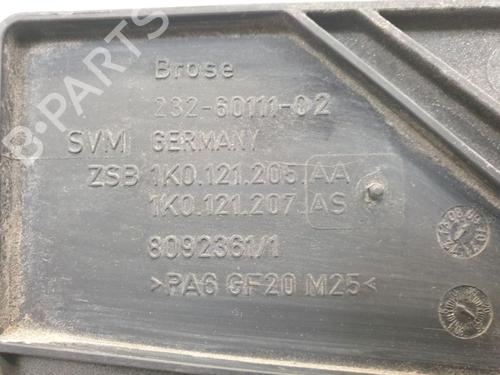 Brose
232-60111-02
SVM GERMANY
ZSB 1K0.121.205 AA
1K0.121.207 AS
8092361/1
>PA6 GF20 M25<
B-PARTS